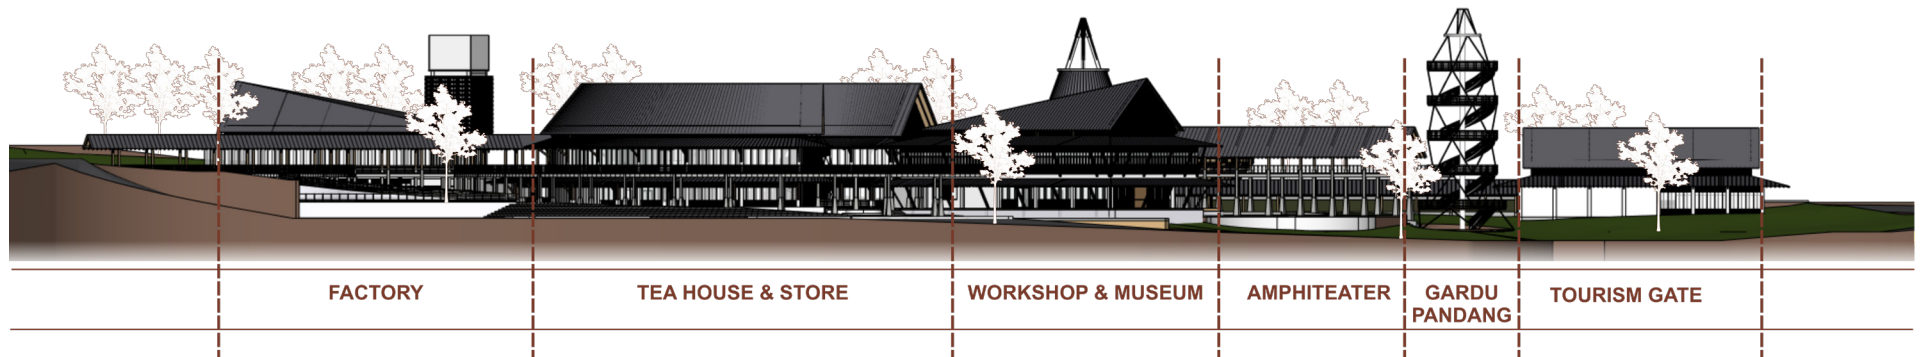 FACTORY
TEA HOUSE & STORE
WORKSHOP & MUSEUM
AMPHITEATER
GARDU
PANDANG
TOURISM GATE